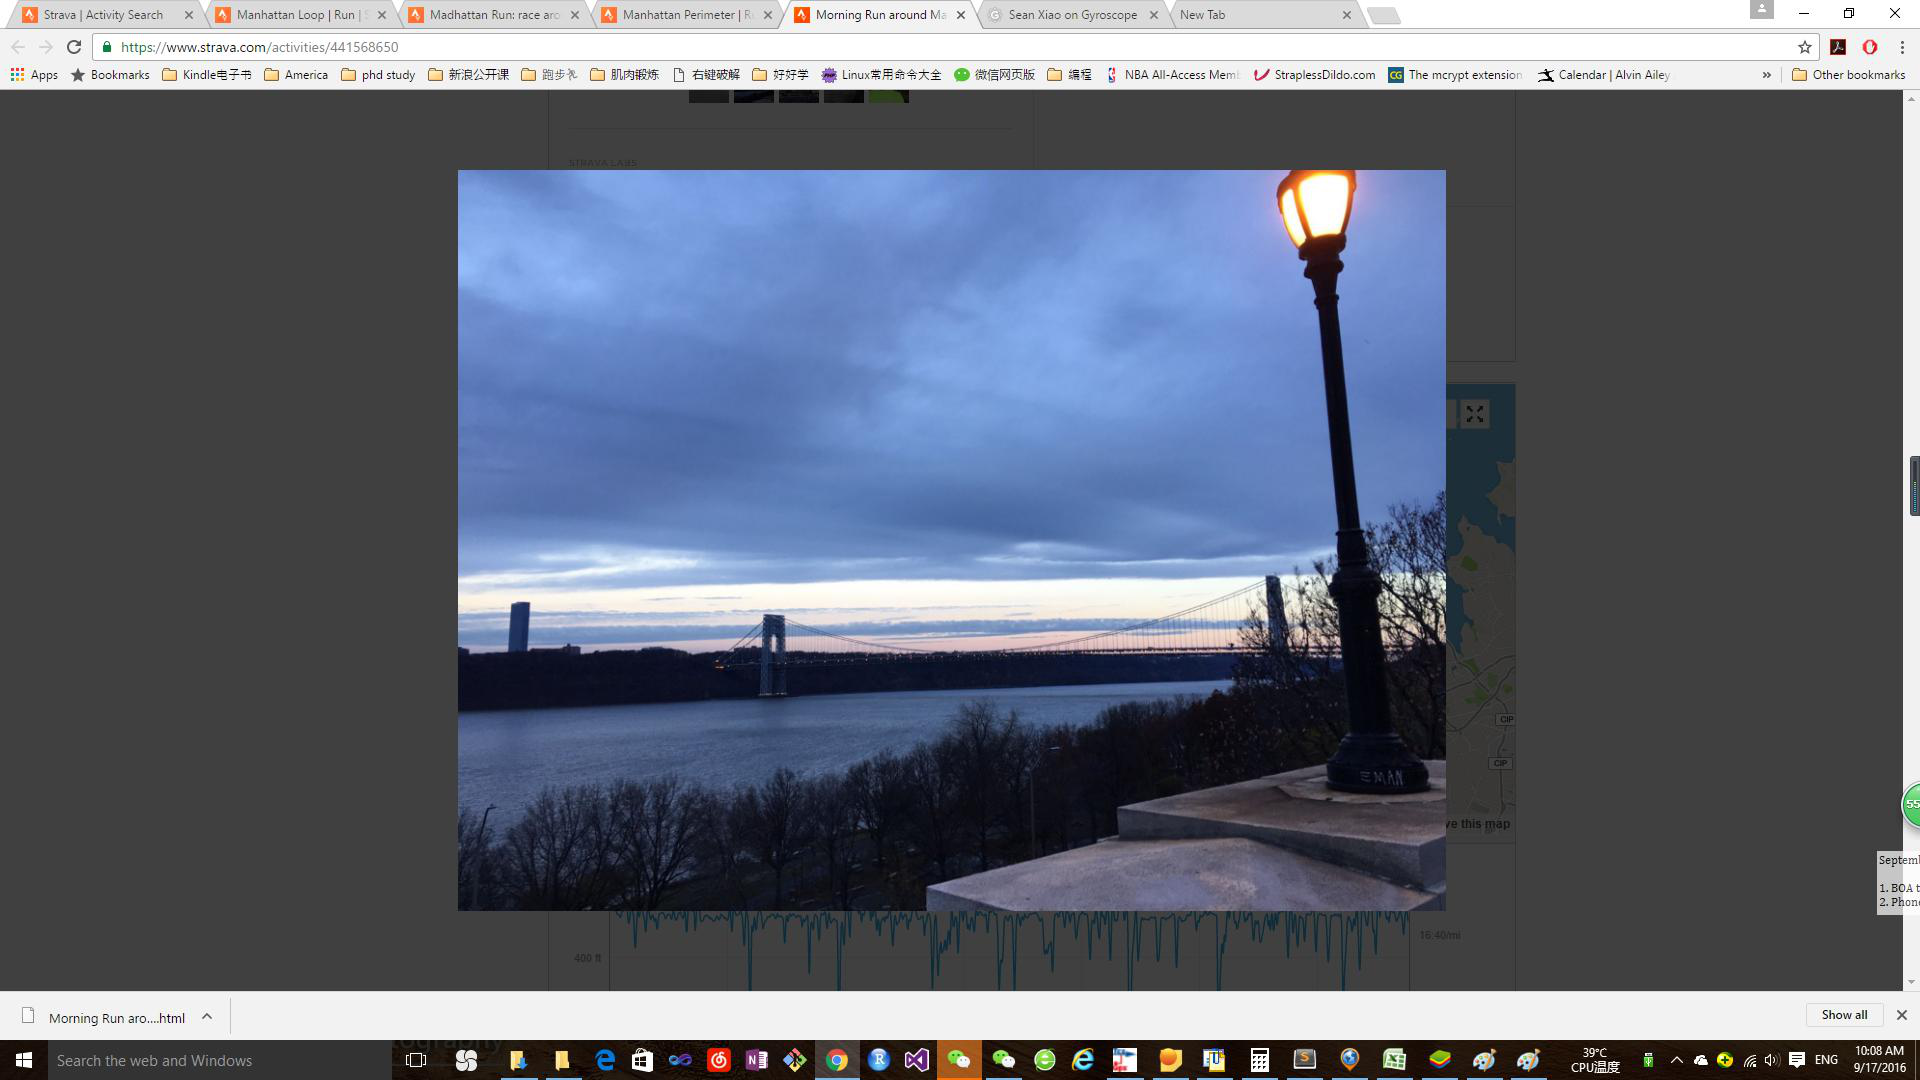 Strava | Activity Search
Manhattan Loop | Run |
Madhattan Run: race aro
Manhattan Perimeter | Ru
Morning Run around Ma
Sean Xiao on Gyroscope
New Tab
https://www.strava.com/activities/441568650
Apps
Bookmarks
Kindle电子书
America
phd study
新浪公开课
跑步
肌肉锻炼
右键破解
好好学
Linux常用命令大全
微信网页版
编程
NBA All-Access Mem
StraplessDildo.com
The mcrypt extension
Calendar | Alvin Ailey
»
Other bookmarks
STRAVA LABS
EMAN
CIP
CIP
ve this map
55
Septem
1. BOA t
2. Phon
16:40/mi
400 ft
Morning Run aro....html
Show all
tography
Search the web and Windows
39°C
CPU温度
ENG
10:08 AM
9/17/2016